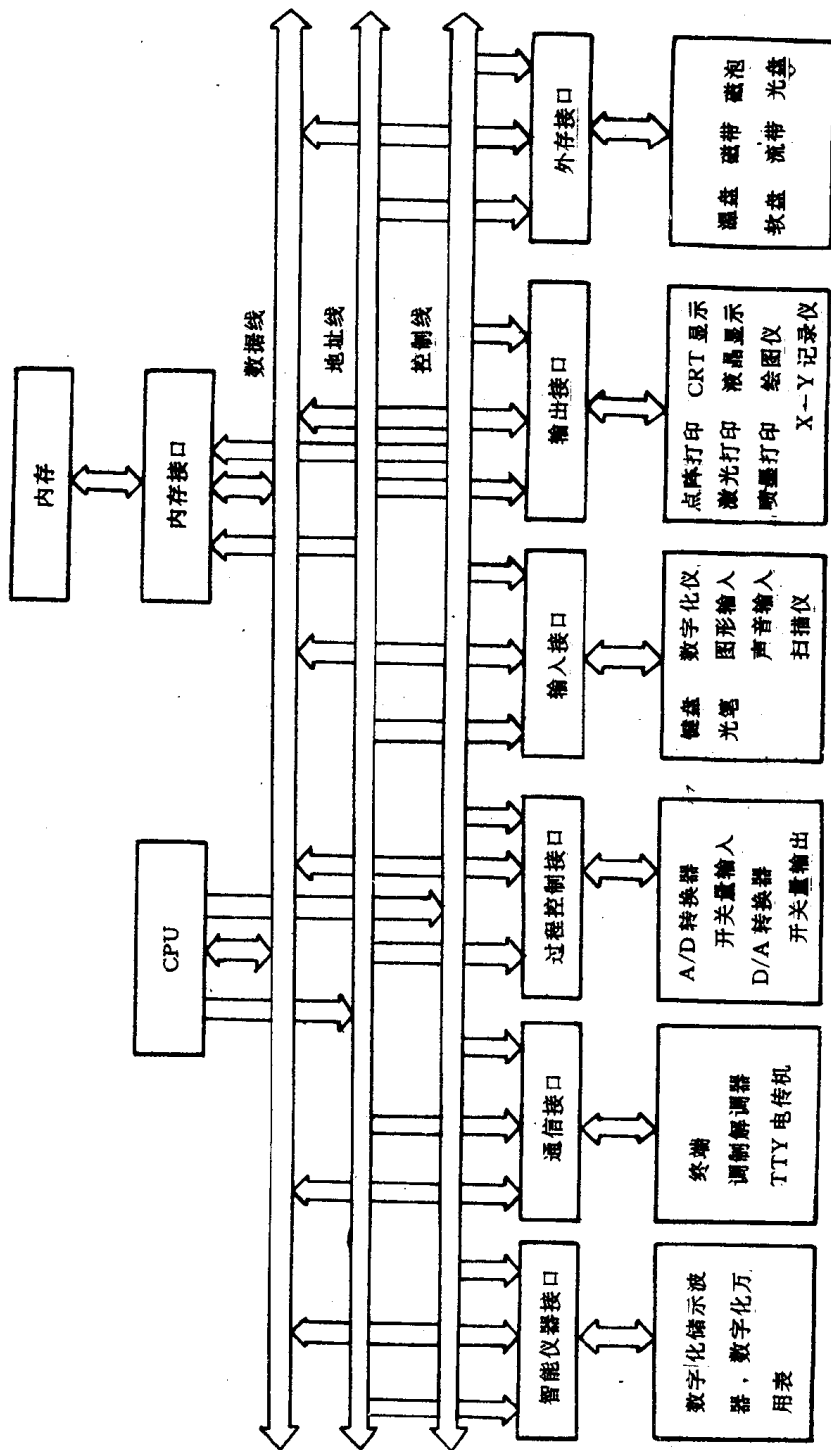 内存
内存接口
CPU
数据线
地址线
控制线
智能仪器接口
通信接口
过程控制接口
输入接口
输出接口
外存接口
数字化储示波
器，数字化万
用表
终端
调制解调器
TTY 电传机
A/D 转换器
开关量输入
D/A 转换器
开关量输出
键盘 数字化仪
光笔 图形输入
声音输入
扫描仪
点阵打印 CRT 显示
激光打印 液晶显示
喷墨打印 绘图仪
X-Y 记录仪
温盘 磁带 磁泡
软盘 流带 光盘